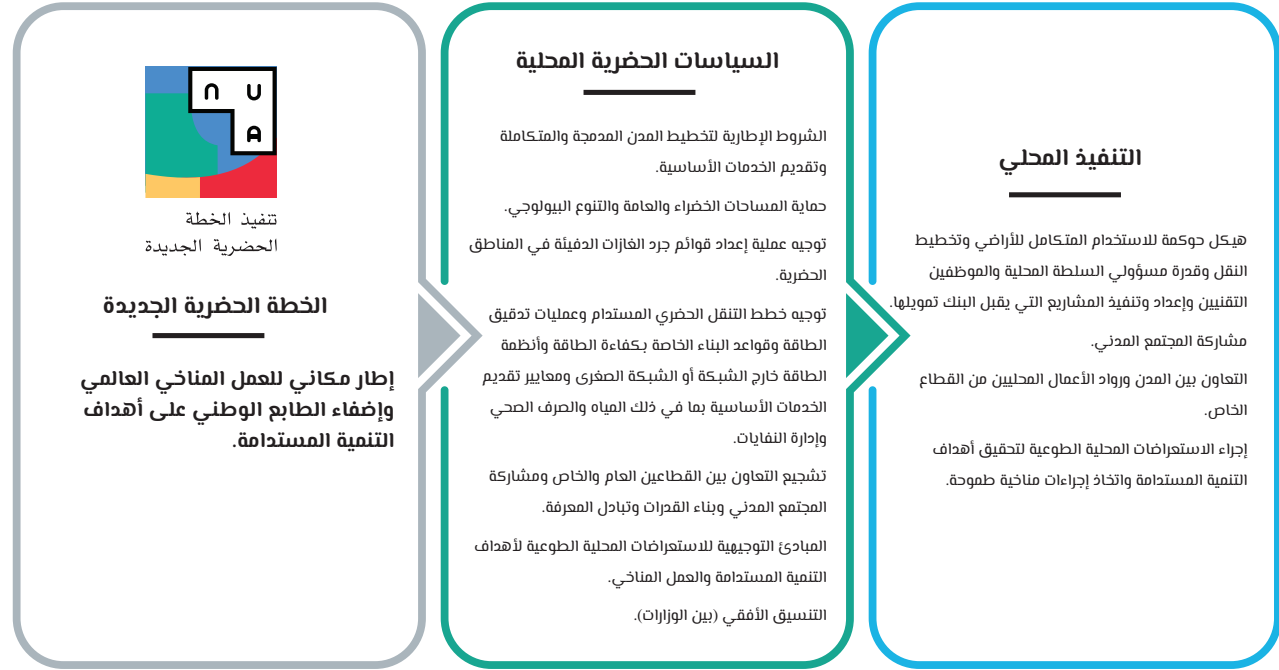 n U
A
تنفيذ الخطة
الحضرية الجديدة
الخطة الحضرية الجديدة
إطار مكاني للعمل المناخي العالمي
وإضفاء الطابع الوطني على أهداف
التنمية المستدامة.
السياسات الحضرية المحلية
الشروط الإطارية لتخطيط المدن المدمجة والمتكاملة
وتقديم الخدمات الأساسية.
حماية المساحات الخضراء والعامة والتنوع البيولوجي.
توجيه عملية إعداد قوائم جرد الغازات الدفيئة في المناطق
الحضرية.
توجيه خطط التنقل الحضري المستدام وعمليات تدقيق
الطاقة وقواعد البناء الخاصة بكفاءة الطاقة وأنظمة
الطاقة خارج الشبكة أو الشبكة الصغرى ومعايير تقديم
الخدمات الأساسية بما في ذلك المياه والصرف الصحي
وإدارة النفايات.
تشجيع التعاون بين القطاعين العام والخاص ومشاركة
المجتمع المدني وبناء القدرات وتبادل المعرفة.
المبادئ التوجيهية للاستعراضات المحلية الطوعية لأهداف
التنمية المستدامة والعمل المناخي.
التنسيق الأفقي (بين الوزارات).
التنفيذ المحلي
هيكل حوكمة للاستخدام المتكامل للأراضي وتخطيط
النقل وقدرة مسؤولي السلطة المحلية والموظفين
التقنيين وإعداد وتنفيذ المشاريع التي يقبل البنك تمويلها.
مشاركة المجتمع المدني.
التعاون بين المدن ورواد الأعمال المحليين من القطاع
الخاص.
إجراء الاستعراضات المحلية الطوعية لتحقيق أهداف
التنمية المستدامة واتخاذ إجراءات مناخية طموحة.